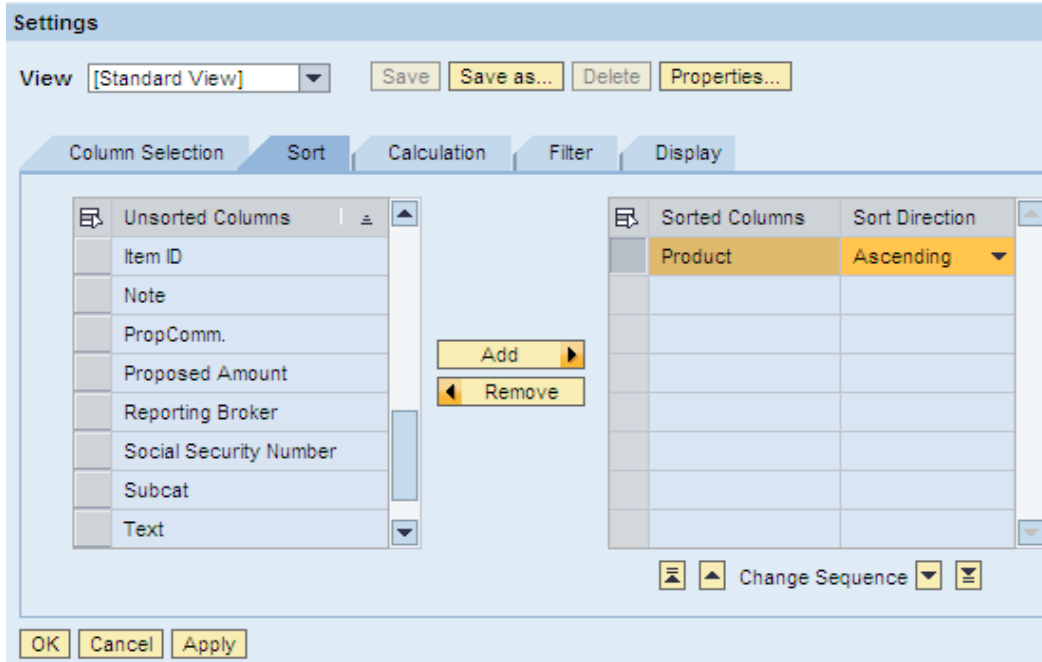 Settings
View [Standard View] Save Save as... Delete Properties...
Column Selection Sort Calculation Filter Display
Unsorted Columns Sorted Columns Sort Direction
Item ID Product Ascending
Note
PropComm.
Proposed Amount
Reporting Broker
Social Security Number
Subcat
Text
Add
Remove
Change Sequence
OK Cancel Apply